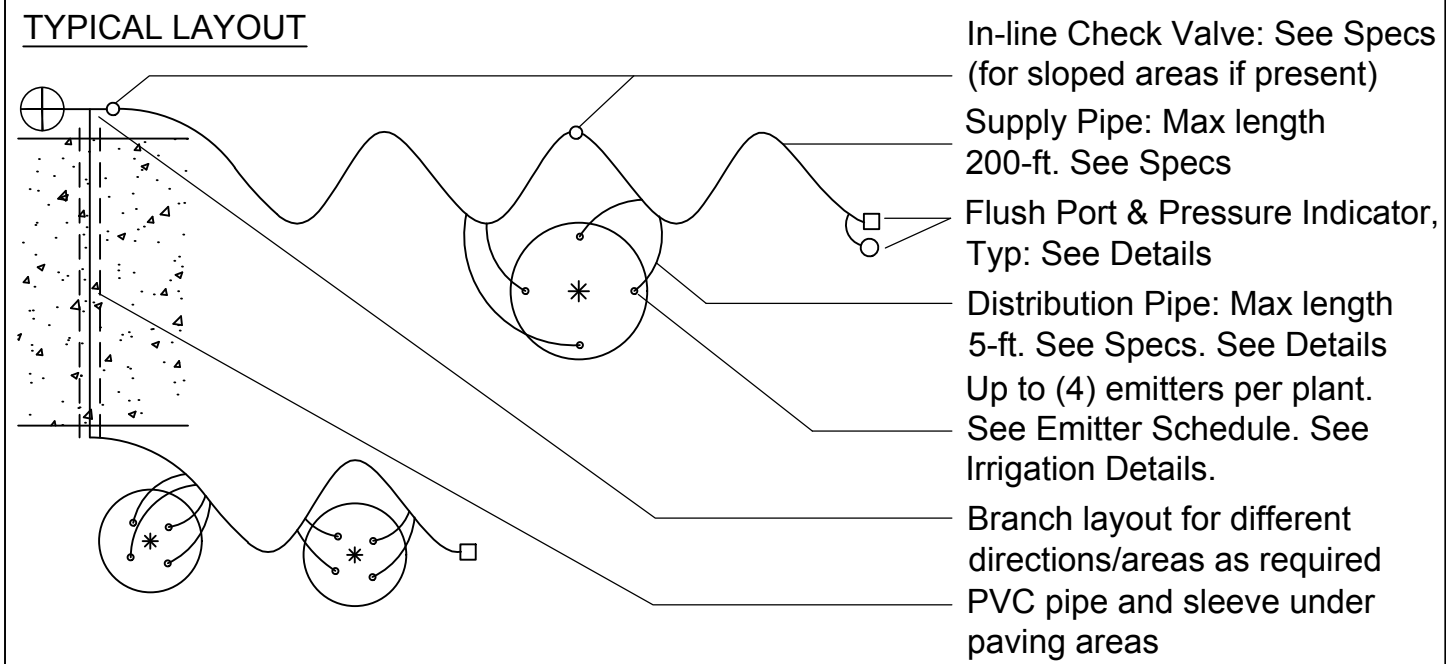 TYPICAL LAYOUT
In-line Check Valve: See Specs
(for sloped areas if present)
Supply Pipe: Max length
200-ft. See Specs
Flush Port & Pressure Indicator,
Typ: See Details
Distribution Pipe: Max length
5-ft. See Specs. See Details
Up to (4) emitters per plant.
See Emitter Schedule. See
Irrigation Details.
Branch layout for different
directions/areas as required
PVC pipe and sleeve under
paving areas